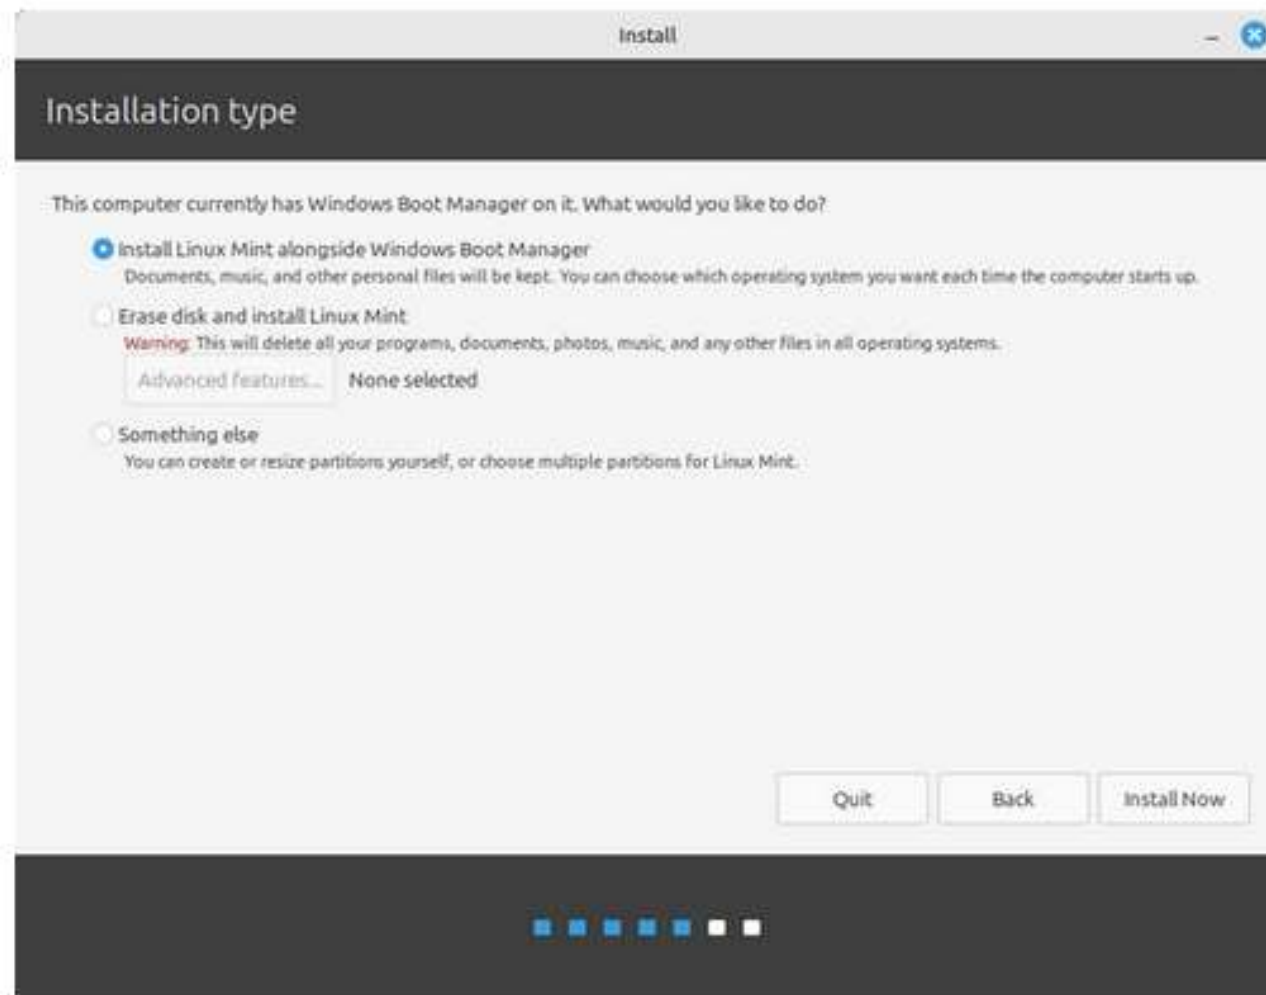 Install
Installation type
This computer currently has Windows Boot Manager on it. What would you like to do?
Install Linux Mint alongside Windows Boot Manager
Documents, music, and other personal files will be kept. You can choose which operating system you want each time the computer starts up.
Erase disk and install Linux Mint
Warning: This will delete all your programs, documents, photos, music, and any other files in all operating systems.
Advanced features... None selected
Something else
You can create or resize partitions yourself, or choose multiple partitions for Linux Mint.
Quit Back Install Now